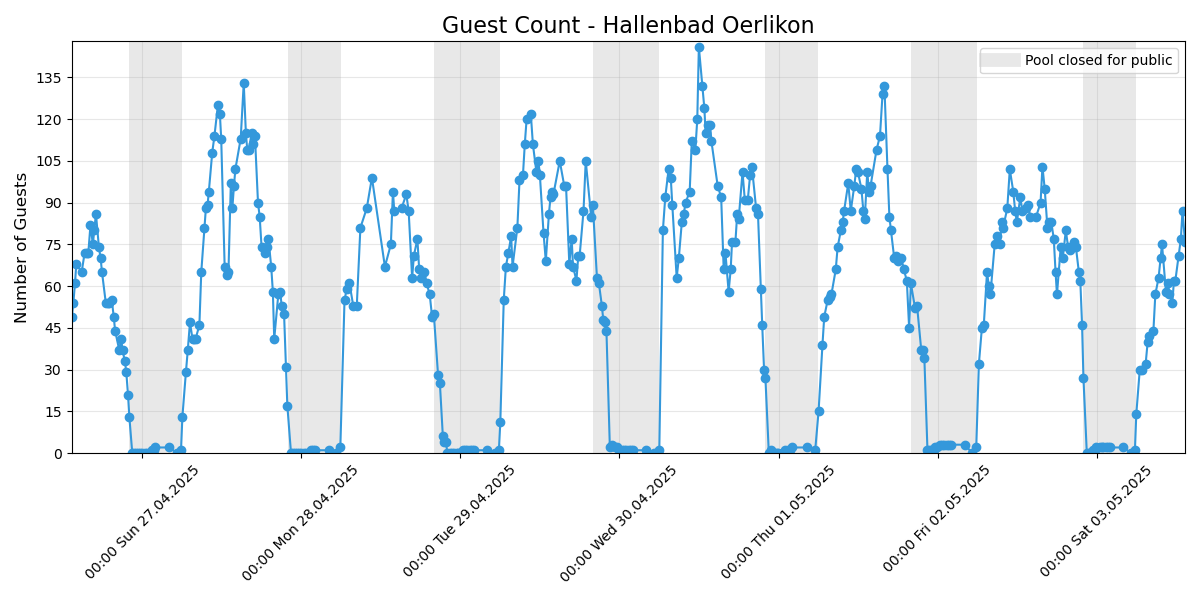 Guest Count - Hallenbad Oerlikon
Pool closed for public
Number of Guests
135
120
105
90
75
60
45
30
15
0
00:00 Sun 27.04.2025
00:00 Mon 28.04.2025
00:00 Tue 29.04.2025
00:00 Wed 30.04.2025
00:00 Thu 01.05.2025
00:00 Fri 02.05.2025
00:00 Sat 03.05.2025